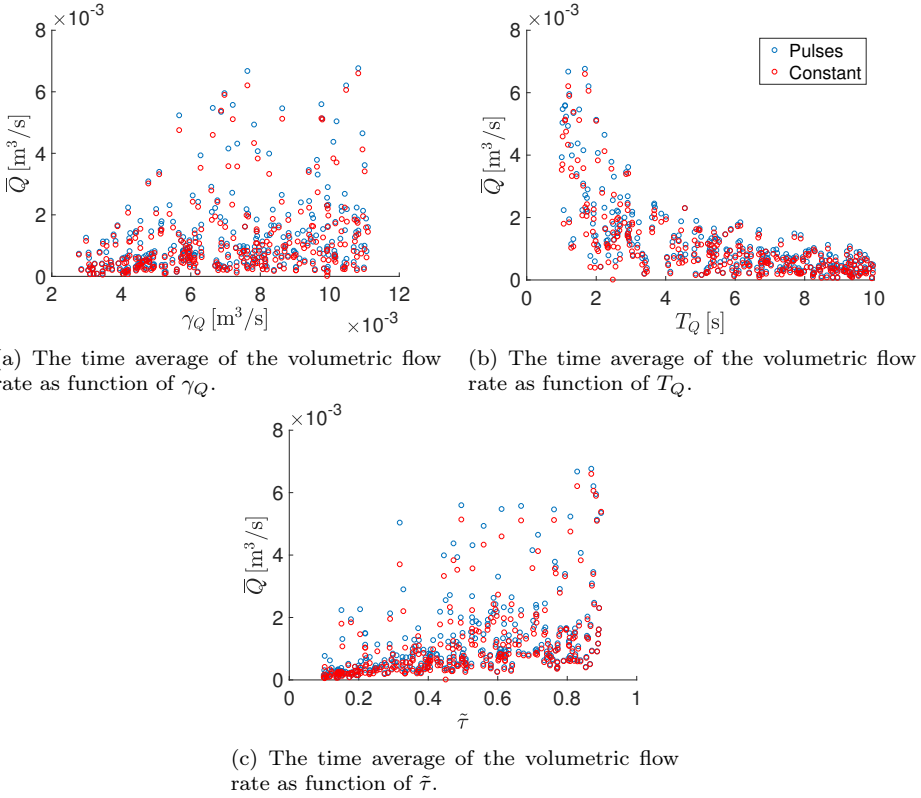 ×10⁻³
8
6
4
2
0
Q̅ [m³/s]
2
4
6
8
10
12
γ_Q [m³/s]
×10⁻³
×10⁻³
8
6
4
2
0
Q̅ [m³/s]
Pulses
Constant
0
2
4
6
8
10
T_Q [s]
a) The time average of the volumetric flow
rate as function of γ_Q.
(b) The time average of the volumetric flow
rate as function of T_Q.
×10⁻³
8
6
4
2
0
Q̅ [m³/s]
0
0.2
0.4
0.6
0.8
1
τ̃
(c) The time average of the volumetric flow
rate as function of τ̃.